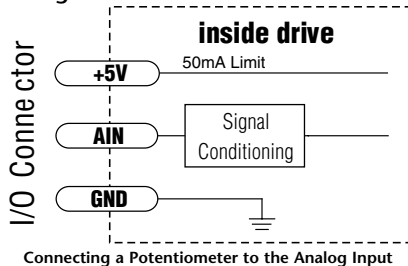 inside drive
I/O Connector
+5V
50mA Limit
AIN
Signal
Conditioning
GND
Connecting a Potentiometer to the Analog Input